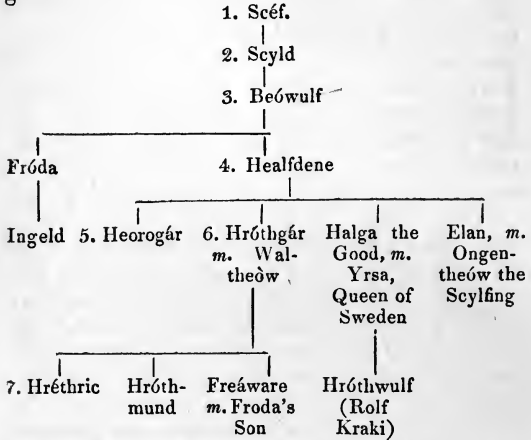 1. Scéf.
2. Scyld
3. Beówulf
Fróda 4. Healfdene
Ingeld 5. Heorogár 6. Hróthgár Halga the Elan, m.
m. Wal- Good, m. Ongen-
theòw Yrsa, theów the
Queen of Scylfing
Sweden
7. Hréthric Hróth- Freáware Hróthwulf
mund m. Froda's (Rolf
Son Kraki)